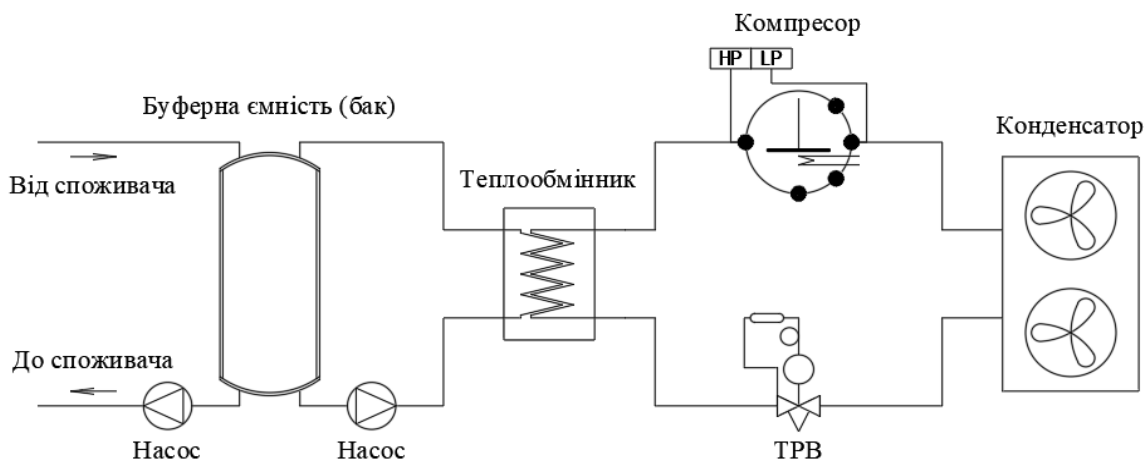 Компресор
HP LP
Буферна ємність (бак)
Конденсатор
Від споживача
Теплообмінник
До споживача
Насос
Насос
ТРВ